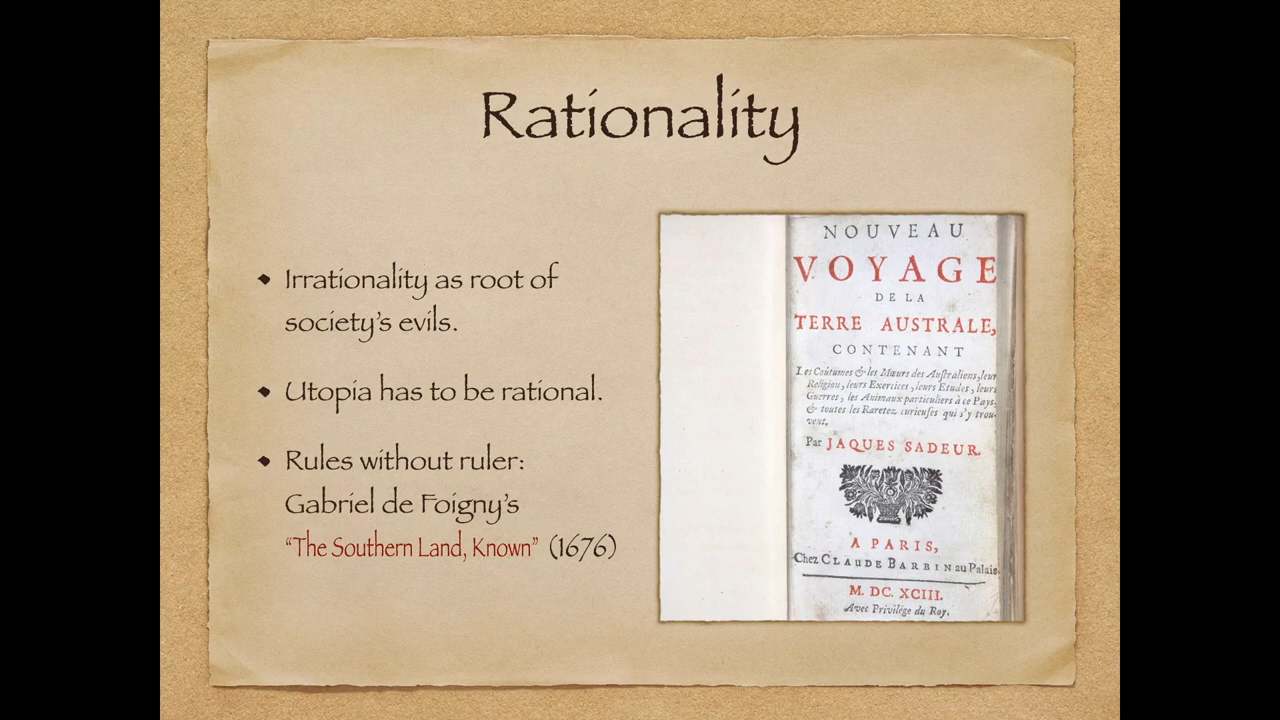 Rationality
• Irrationality as root of
society's evils.
• Utopia has to be rational.
• Rules without ruler:
Gabriel de Foigny's
“The Southern Land, Known” (1676)
NOUVEAU
VOYAGE
DE LA
TERRE AUSTRALE,
CONTENANT
Les Coûtumes & les Mœurs des Australiens, leur
Religion, leurs Exercices, leurs Etudes, leurs
Guerres, les Animaux particuliers à ce Pays,
& toutes les Raretez curieuses qui s'y trou-
vent.
Par JAQUES SADEUR.
A PARIS,
Chez CLAUDE BARBIN au Palais.
M. DC. XCIII.
Avec Privilége du Roy.